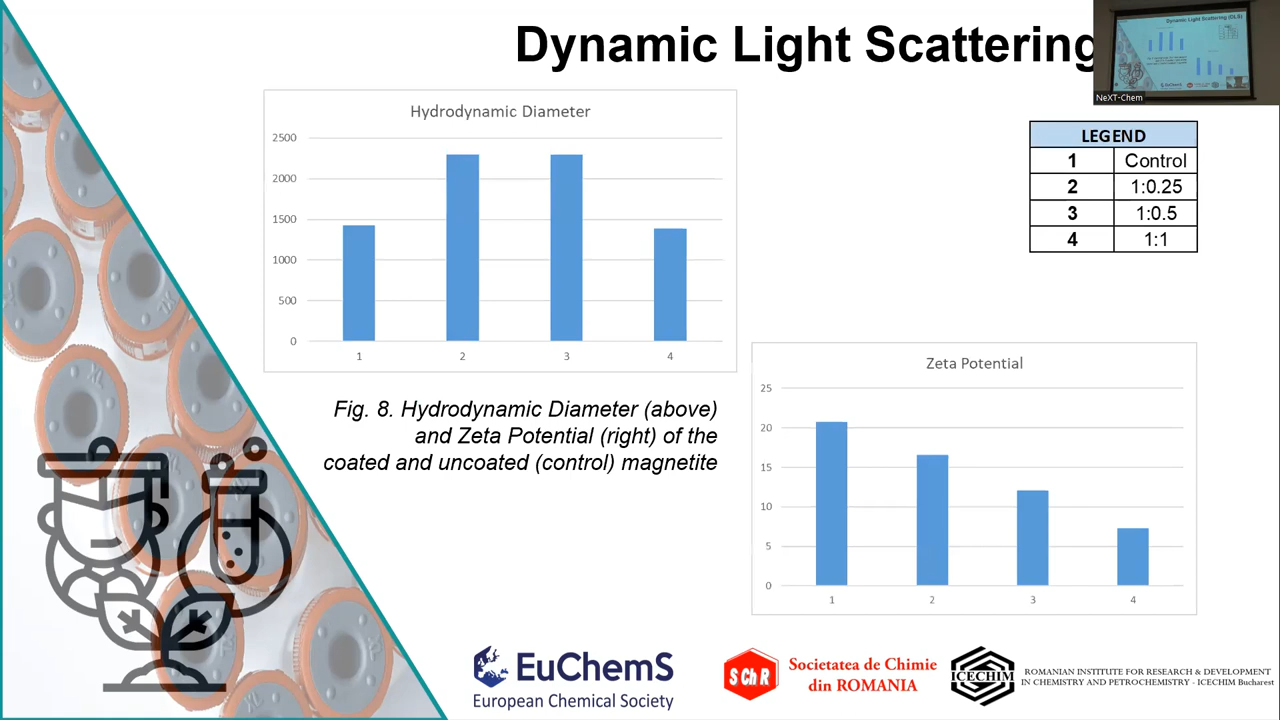 Dynamic Light Scattering
NeXT-Chem
Dynamic Light Scattering (DLS)
Hydrodynamic Diameter
2500
2000
1500
1000
500
0
1 2 3 4
LEGEND
1 Control
2 1:0.25
3 1:0.5
4 1:1
Fig. 8. Hydrodynamic Diameter (above)
and Zeta Potential (right) of the
coated and uncoated (control) magnetite
Zeta Potential
25
20
15
10
5
0
1 2 3 4
EuChemS
European Chemical Society
SChR
Societatea de Chimie
din ROMANIA
ICECHIM
ROMANIAN INSTITUTE FOR RESEARCH & DEVELOPMENT
IN CHEMISTRY AND PETROCHEMISTRY - ICECHIM Bucharest